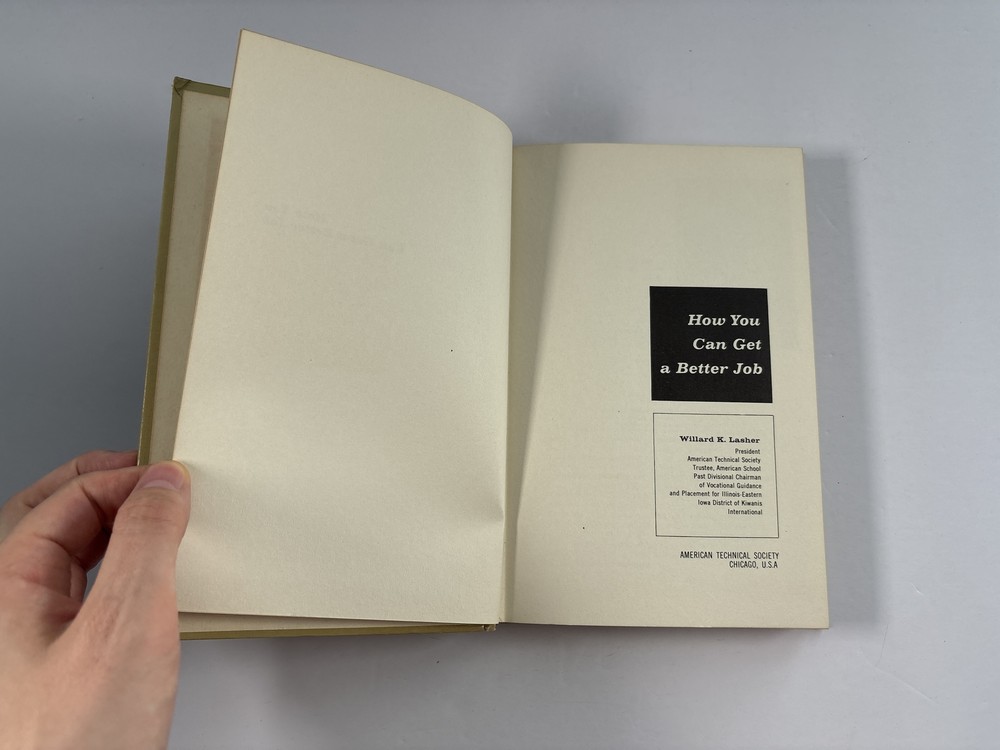 How You
Can Get
a Better Job
Willard K. Lasher
President
American Technical Society
Trustee, American School
Past Divisional Chairman
of Vocational Guidance
and Placement for Illinois-Eastern
Iowa District of Kiwanis
International
AMERICAN TECHNICAL SOCIETY
CHICAGO, U.S.A